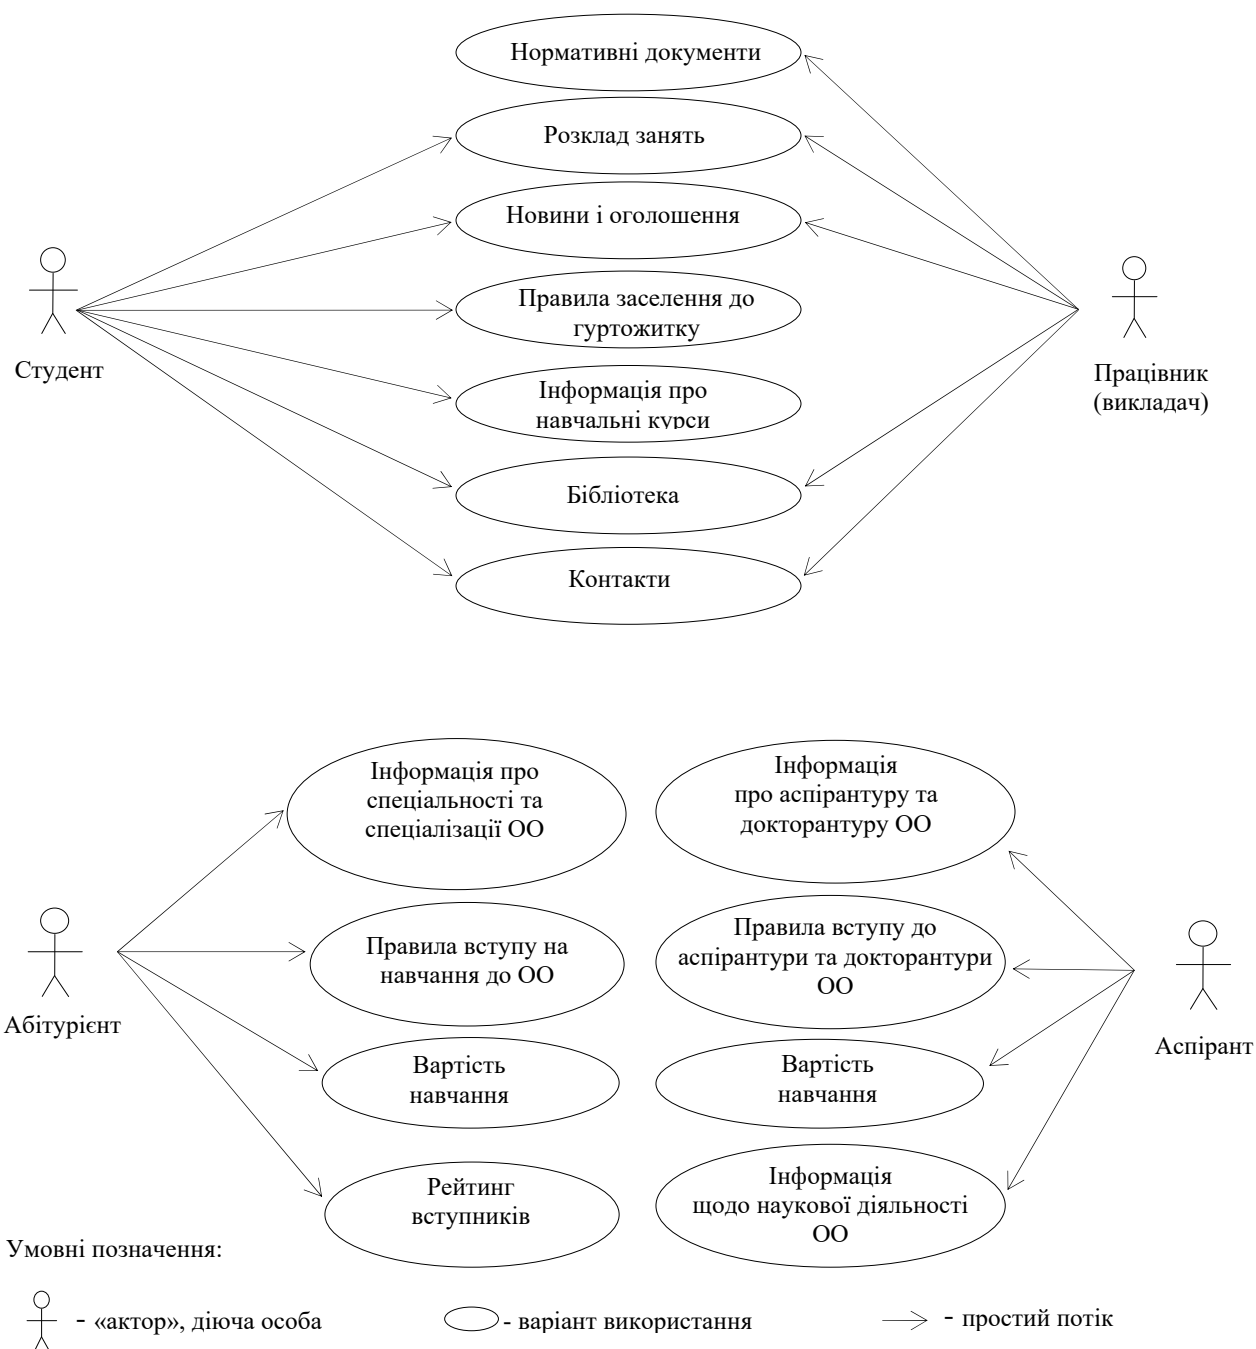 Нормативні документи
Розклад занять
Новини і оголошення
Правила заселення до
гуртожитку
Студент
Працівник
(викладач)
Інформація про
навчальні курси
Бібліотека
Контакти
Інформація про
спеціальності та
спеціалізації ОО
Інформація
про аспірантуру та
докторантуру ОО
Правила вступу на
навчання до ОО
Правила вступу до
аспірантури та докторантури
ОО
Абітурієнт
Аспірант
Вартість
навчання
Вартість
навчання
Рейтинг
вступників
Інформація
щодо наукової діяльності
ОО
Умовні позначення:
- «актор», діюча особа
- варіант використання
- простий потік